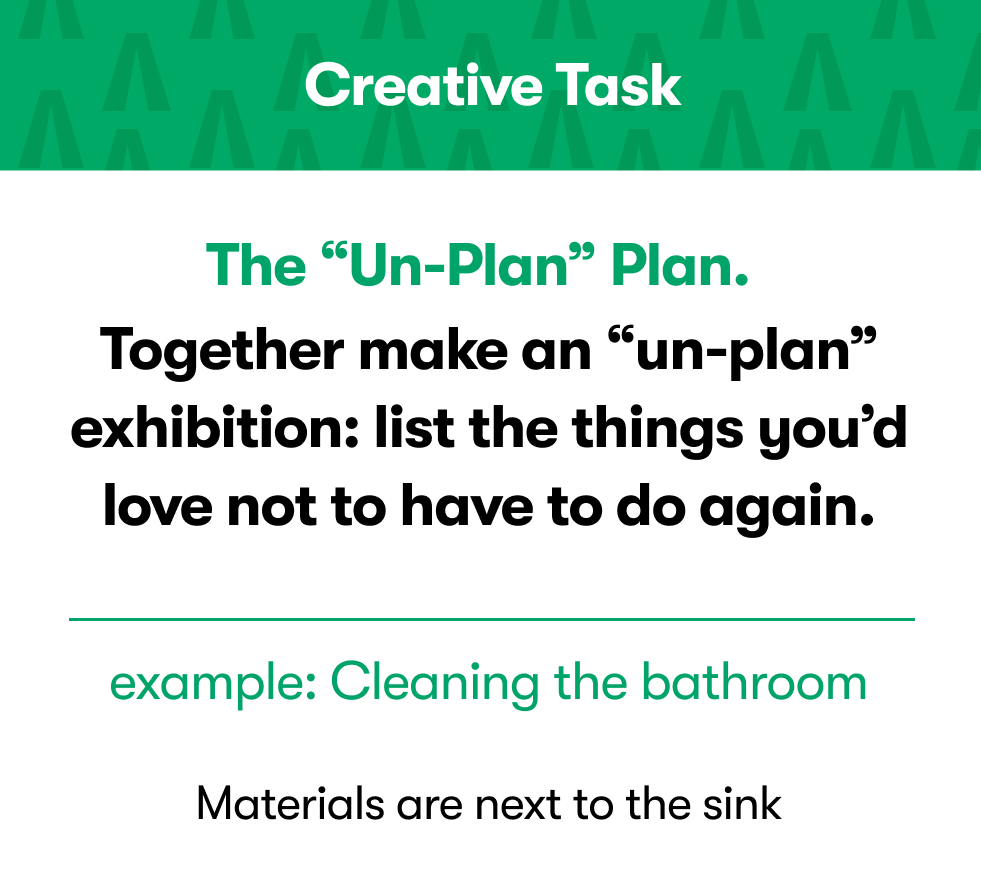 Creative Task
The “Un-Plan” Plan.
Together make an “un-plan”
exhibition: list the things you’d
love not to have to do again.
example: Cleaning the bathroom
Materials are next to the sink